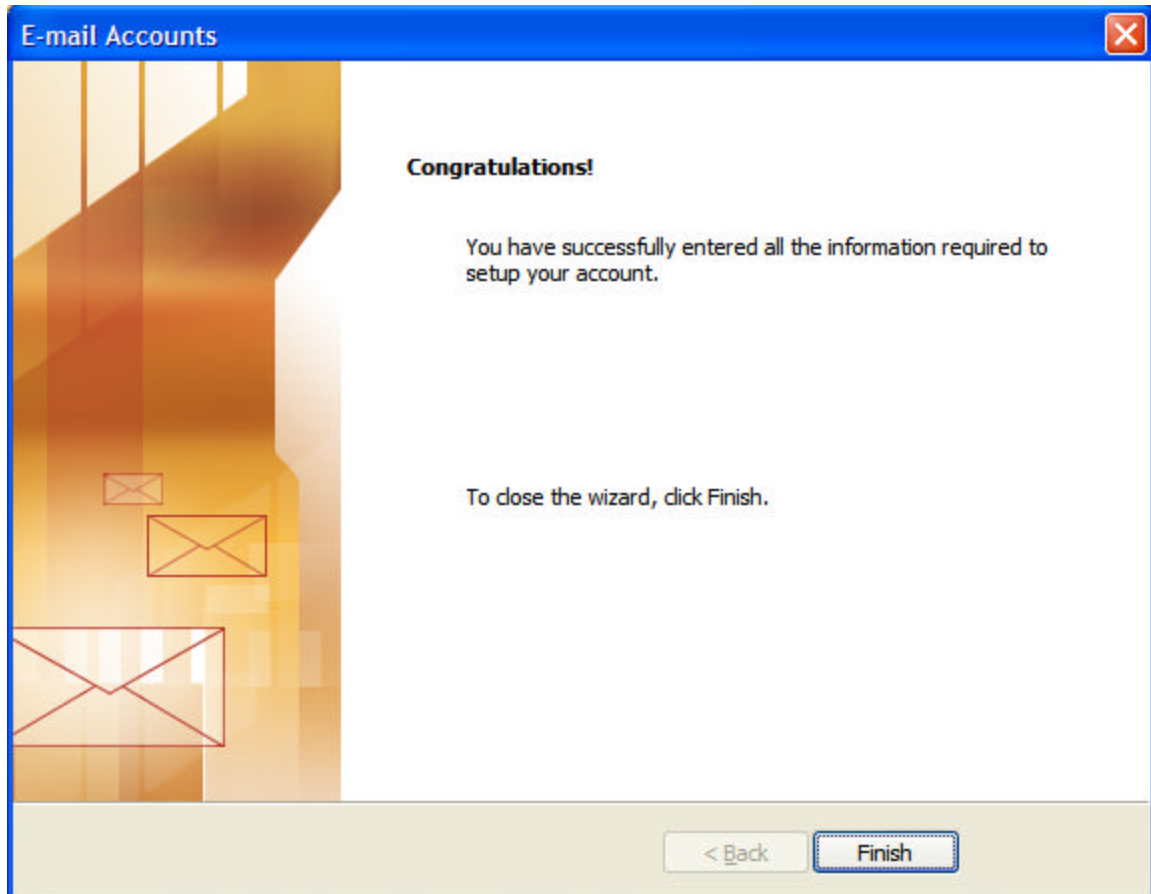 E-mail Accounts
Congratulations!
You have successfully entered all the information required to
setup your account.
To close the wizard, click Finish.
< Back
Finish